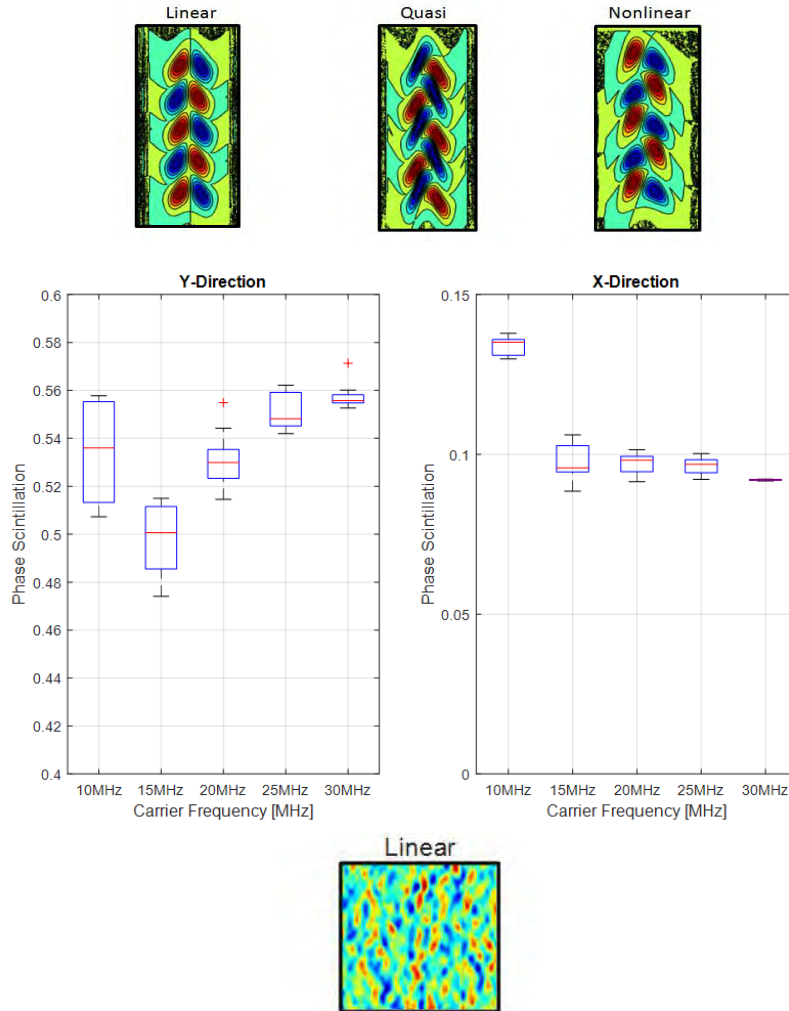 Linear
Quasi
Nonlinear
Y-Direction
0.6
0.58
0.56
0.54
0.52
0.5
0.48
0.46
0.44
0.42
0.4
Phase Scintillation
10MHz 15MHz 20MHz 25MHz 30MHz
Carrier Frequency [MHz]
X-Direction
0.15
0.1
0.05
0
Phase Scintillation
10MHz 15MHz 20MHz 25MHz 30MHz
Carrier Frequency [MHz]
Linear